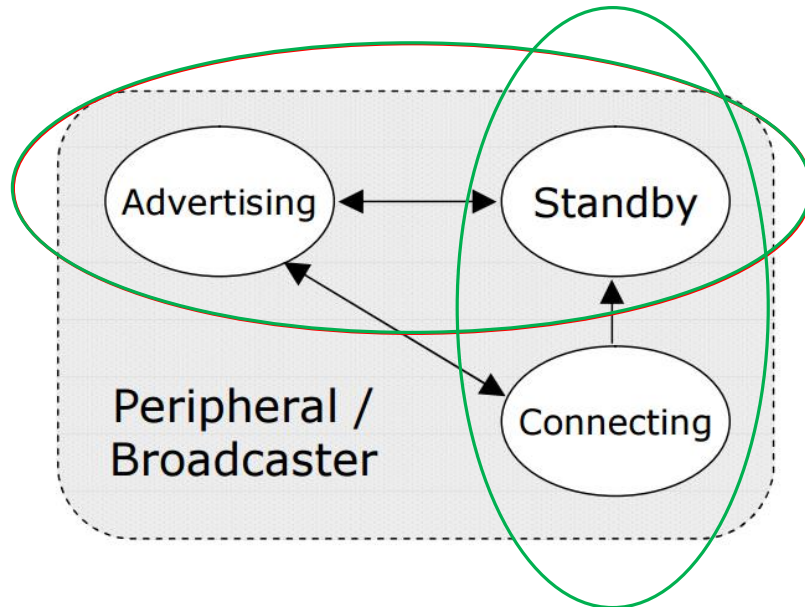 Advertising
Standby
Connecting
Peripheral /
Broadcaster